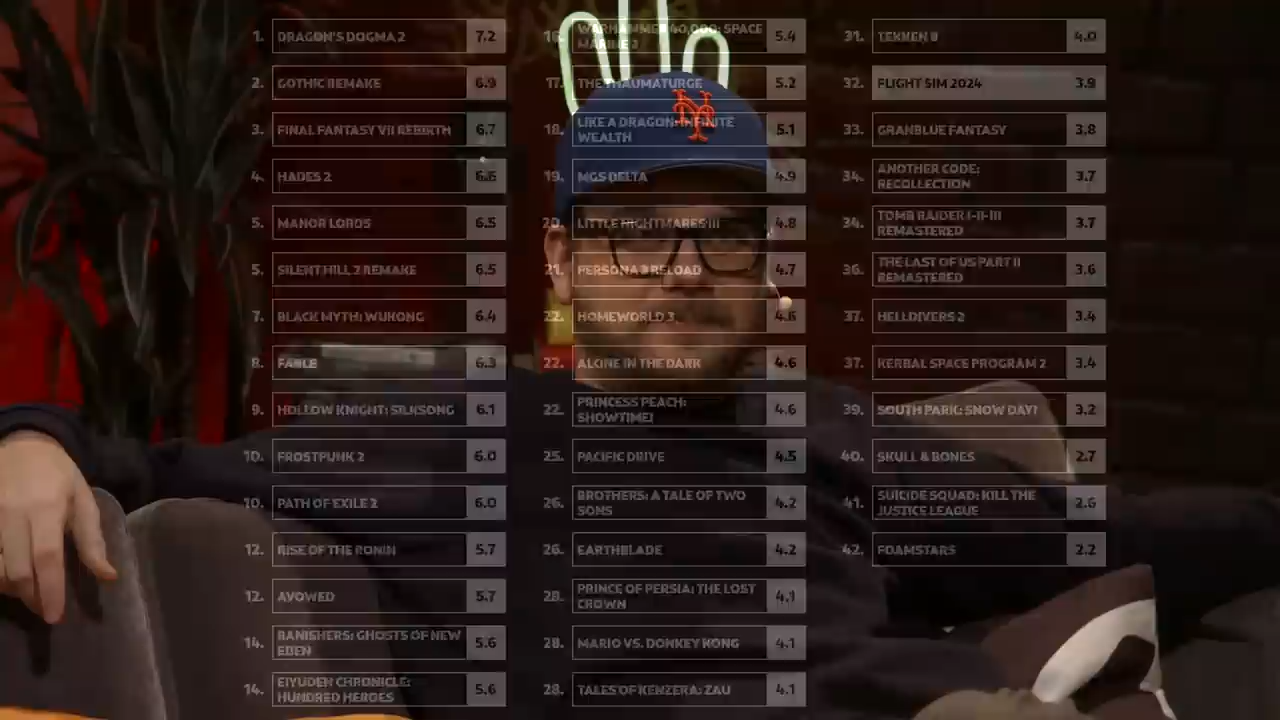 1. DRAGON'S DOGMA 2 7.2
2. GOTHIC REMAKE 6.9
3. FINAL FANTASY VII REBIRTH 6.7
4. HADES 2 6.6
5. MANOR LORDS 6.5
5. SILENT HILL 2 REMAKE 6.5
7. BLACK MYTH: WUKONG 6.4
8. FABLE 6.3
9. HOLLOW KNIGHT: SILKSONG 6.1
10. FROSTPUNK 2 6.0
10. PATH OF EXILE 2 6.0
12. RISE OF THE RONIN 5.7
12. AVOWED 5.7
14. BANISHERS: GHOSTS OF NEW
EDEN 5.6
14. EIYUDEN CHRONICLE:
HUNDRED HEROES 5.6
16. WARHAMMER 40,000: SPACE
MARINE 2 5.4
17. THE THAUMATURGE 5.2
18. LIKE A DRAGON: INFINITE
WEALTH 5.1
19. MGS DELTA 4.9
20. LITTLE NIGHTMARES III 4.8
21. PERSONA 3 RELOAD 4.7
22. HOMEWORLD 3 4.6
22. ALONE IN THE DARK 4.6
22. PRINCESS PEACH:
SHOWTIME! 4.6
25. PACIFIC DRIVE 4.5
26. BROTHERS: A TALE OF TWO
SONS 4.2
26. EARTHBLADE 4.2
28. PRINCE OF PERSIA: THE LOST
CROWN 4.1
28. MARIO VS. DONKEY KONG 4.1
28. TALES OF KENZERA: ZAU 4.1
31. TEKKEN 8 4.0
32. FLIGHT SIM 2024 3.9
33. GRANBLUE FANTASY 3.8
34. ANOTHER CODE:
RECOLLECTION 3.7
34. TOMB RAIDER I-II-III
REMASTERED 3.7
36. THE LAST OF US PART II
REMASTERED 3.6
37. HELLDIVERS 2 3.4
37. KERBAL SPACE PROGRAM 2 3.4
39. SOUTH PARK: SNOW DAY! 3.2
40. SKULL & BONES 2.7
41. SUICIDE SQUAD: KILL THE
JUSTICE LEAGUE 2.6
42. FOAMSTARS 2.2
NY